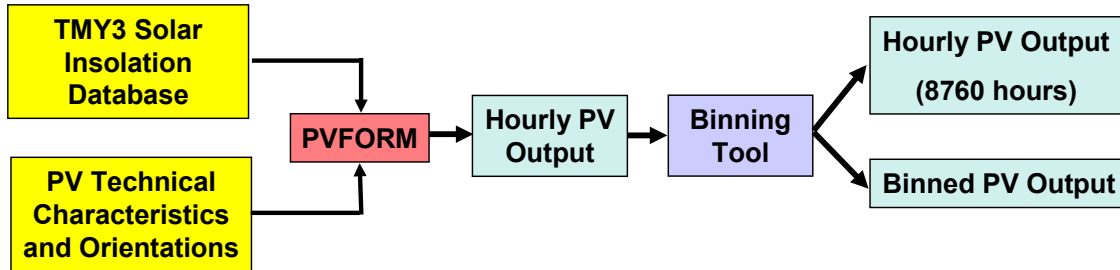 TMY3 Solar
Insolation
Database
PV Technical
Characteristics
and Orientations
PVFORM
Hourly PV
Output
Binning
Tool
Hourly PV Output
(8760 hours)
Binned PV Output